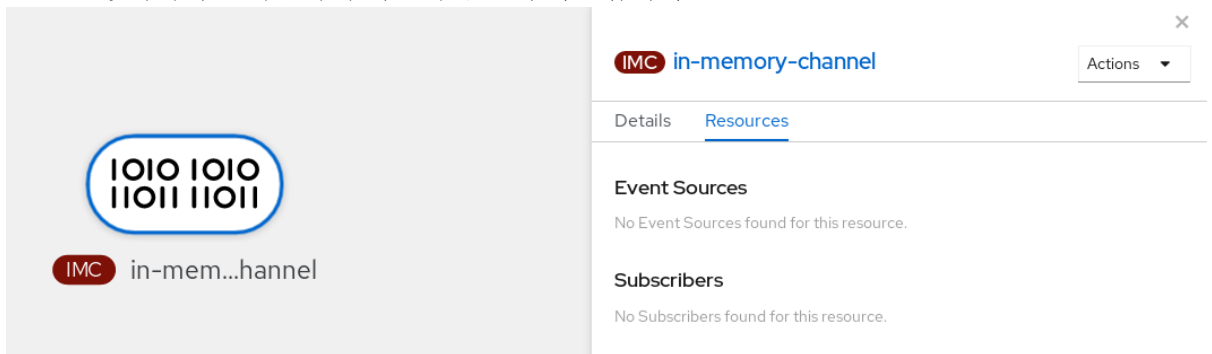 IMC in-memory-channel
Actions
Details Resources
1010 1010
11011 11011
Event Sources
No Event Sources found for this resource.
IMC in-mem...hannel
Subscribers
No Subscribers found for this resource.